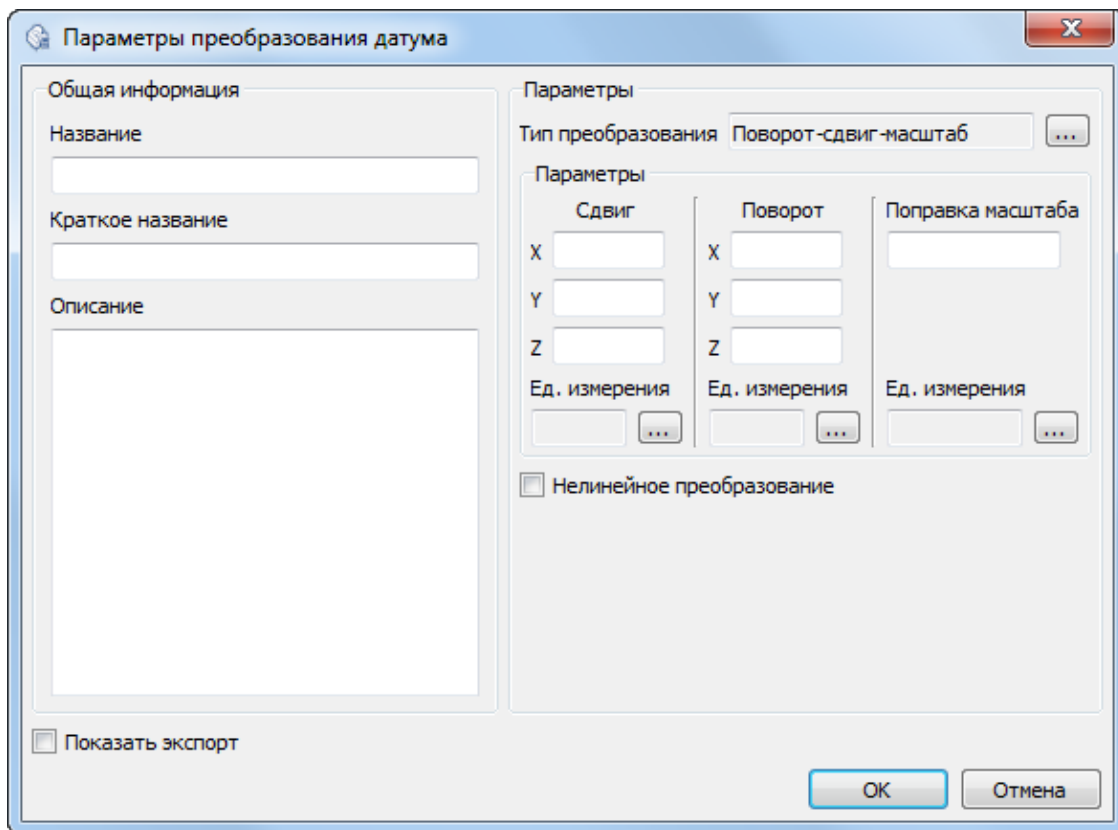 Параметры преобразования датума
Общая информация
Название
Краткое название
Описание
Параметры
Тип преобразования Поворот-сдвиг-масштаб ...
Параметры
Сдвиг Поворот Поправка масштаба
X X
Y Y
Z Z
Ед. измерения Ед. измерения Ед. измерения
... ... ...
Нелинейное преобразование
Показать экспорт
OK Отмена